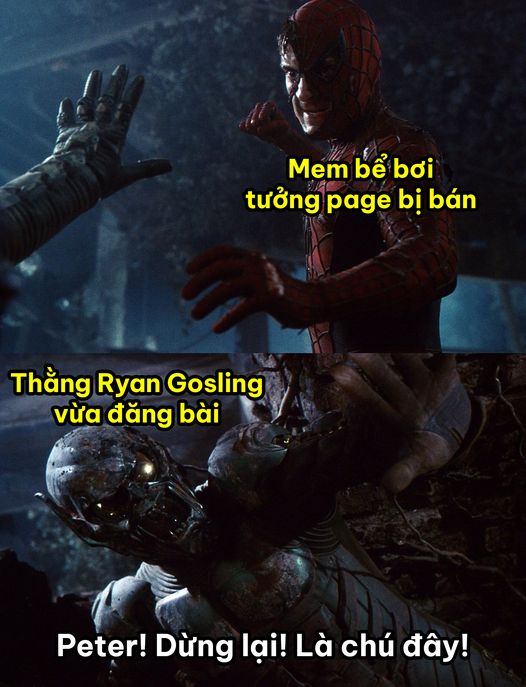 Mem bể bơi
tưởng page bị bán
Thằng Ryan Gosling
vừa đăng bài
Peter! Dừng lại! Là chú đây!